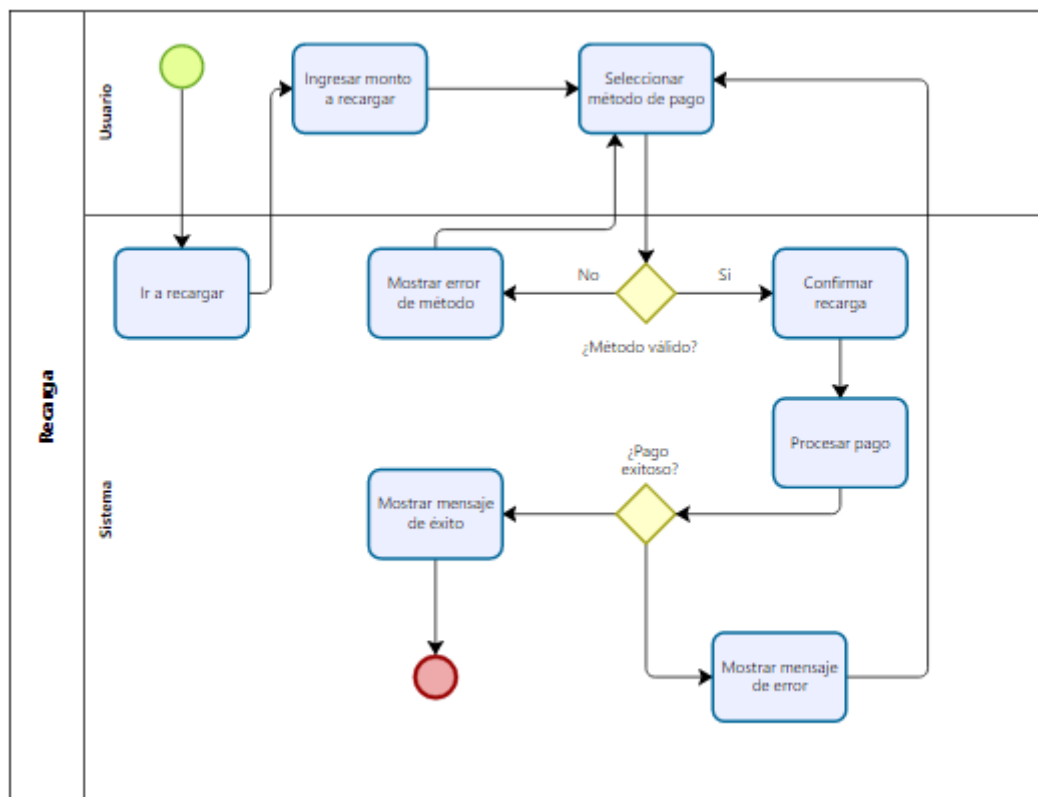 Recarga
Usuario
Ingresar monto
a recargar
Seleccionar
método de pago
Sistema
Ir a recargar
Mostrar error
de método
No
Si
¿Método válido?
Confirmar
recarga
Procesar pago
¿Pago
exitoso?
Mostrar mensaje
de éxito
Mostrar mensaje
de error